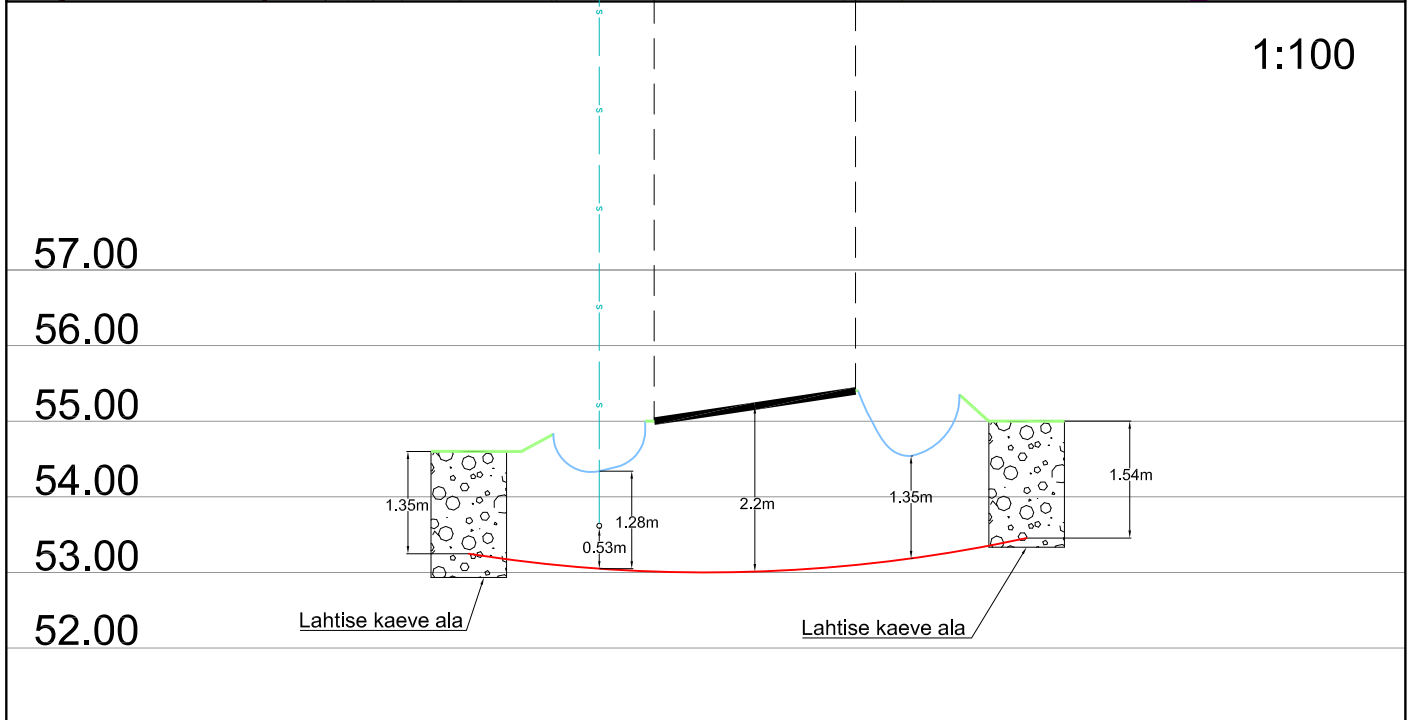 1:100
s
s
s
s
s
57.00
56.00
55.00
54.00
53.00
52.00
1.35m
1.28m
0.53m
2.2m
1.35m
1.54m
Lahtise kaeve ala
Lahtise kaeve ala